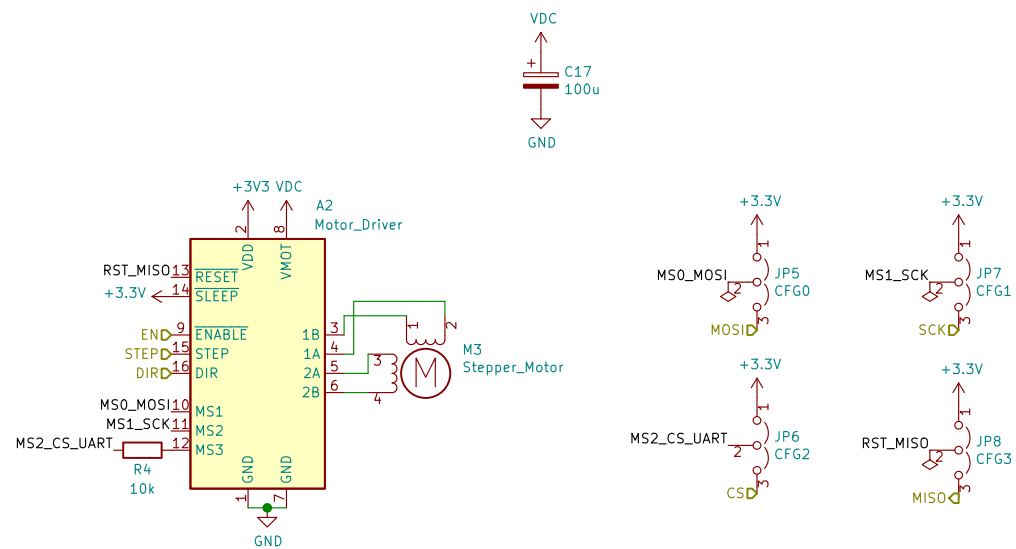 VDC
+
C17
100u
GND
+3V3 VDC
A2
Motor_Driver
2
8
VDD
VMOT
RST_MISO
13
RESET
+3.3V
14
SLEEP
EN
9
ENABLE
STEP
15
STEP
DIR
16
DIR
MS0_MOSI
10
MS1
MS1_SCK
11
MS2
MS2_CS_UART
12
MS3
R4
10k
1B
3
1A
4
2A
5
2B
6
GND
GND
1
7
GND
1
2
3
4
M
M3
Stepper_Motor
+3.3V
1
MS0_MOSI
2
JP5
CFG0
3
MOSI
+3.3V
1
MS1_SCK
2
JP7
CFG1
3
SCK
+3.3V
1
MS2_CS_UART
2
JP6
CFG2
3
CS
+3.3V
1
RST_MISO
2
JP8
CFG3
3
MISO